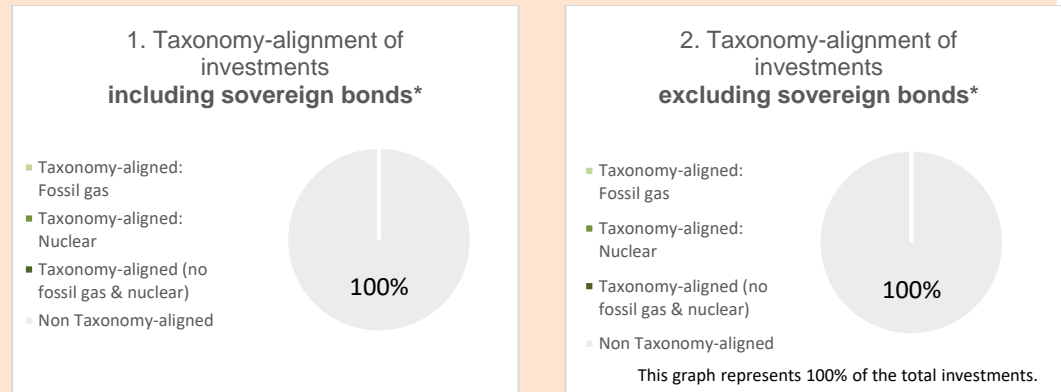 1. Taxonomy-alignment of
investments
including sovereign bonds*
Taxonomy-aligned:
Fossil gas
Taxonomy-aligned:
Nuclear
Taxonomy-aligned (no
fossil gas & nuclear)
Non Taxonomy-aligned
100%
2. Taxonomy-alignment of
investments
excluding sovereign bonds*
Taxonomy-aligned:
Fossil gas
Taxonomy-aligned:
Nuclear
Taxonomy-aligned (no
fossil gas & nuclear)
Non Taxonomy-aligned
100%
This graph represents 100% of the total investments.